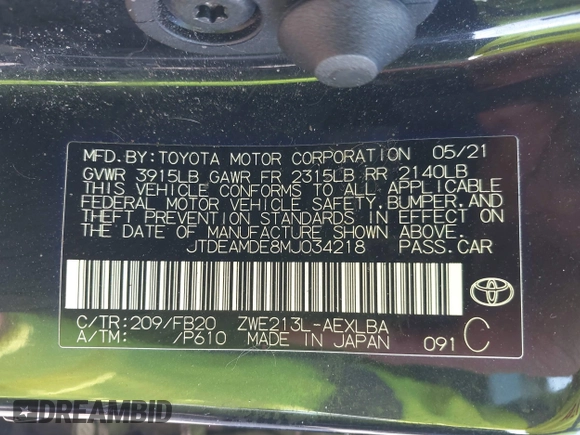 MFD.BY:TOYOTA MOTOR CORPORATION 05/21
GVWR 3915LB GAWR FR 2315LB RR 2140LB
THIS VEHICLE CONFORMS TO ALL APPLICABLE
FEDERAL MOTOR VEHICLE SAFETY,BUMPER,AND
THEFT PREVENTION STANDARDS IN EFFECT ON
THE DATE OF MANUFACTURE SHOWN ABOVE.
JTDEAMDE8MJ034218 PASS.CAR
C/TR:209/FB20 ZWE213L-AEXLBA
A/TM: /P610 MADE IN JAPAN 091 C
DREAMBID